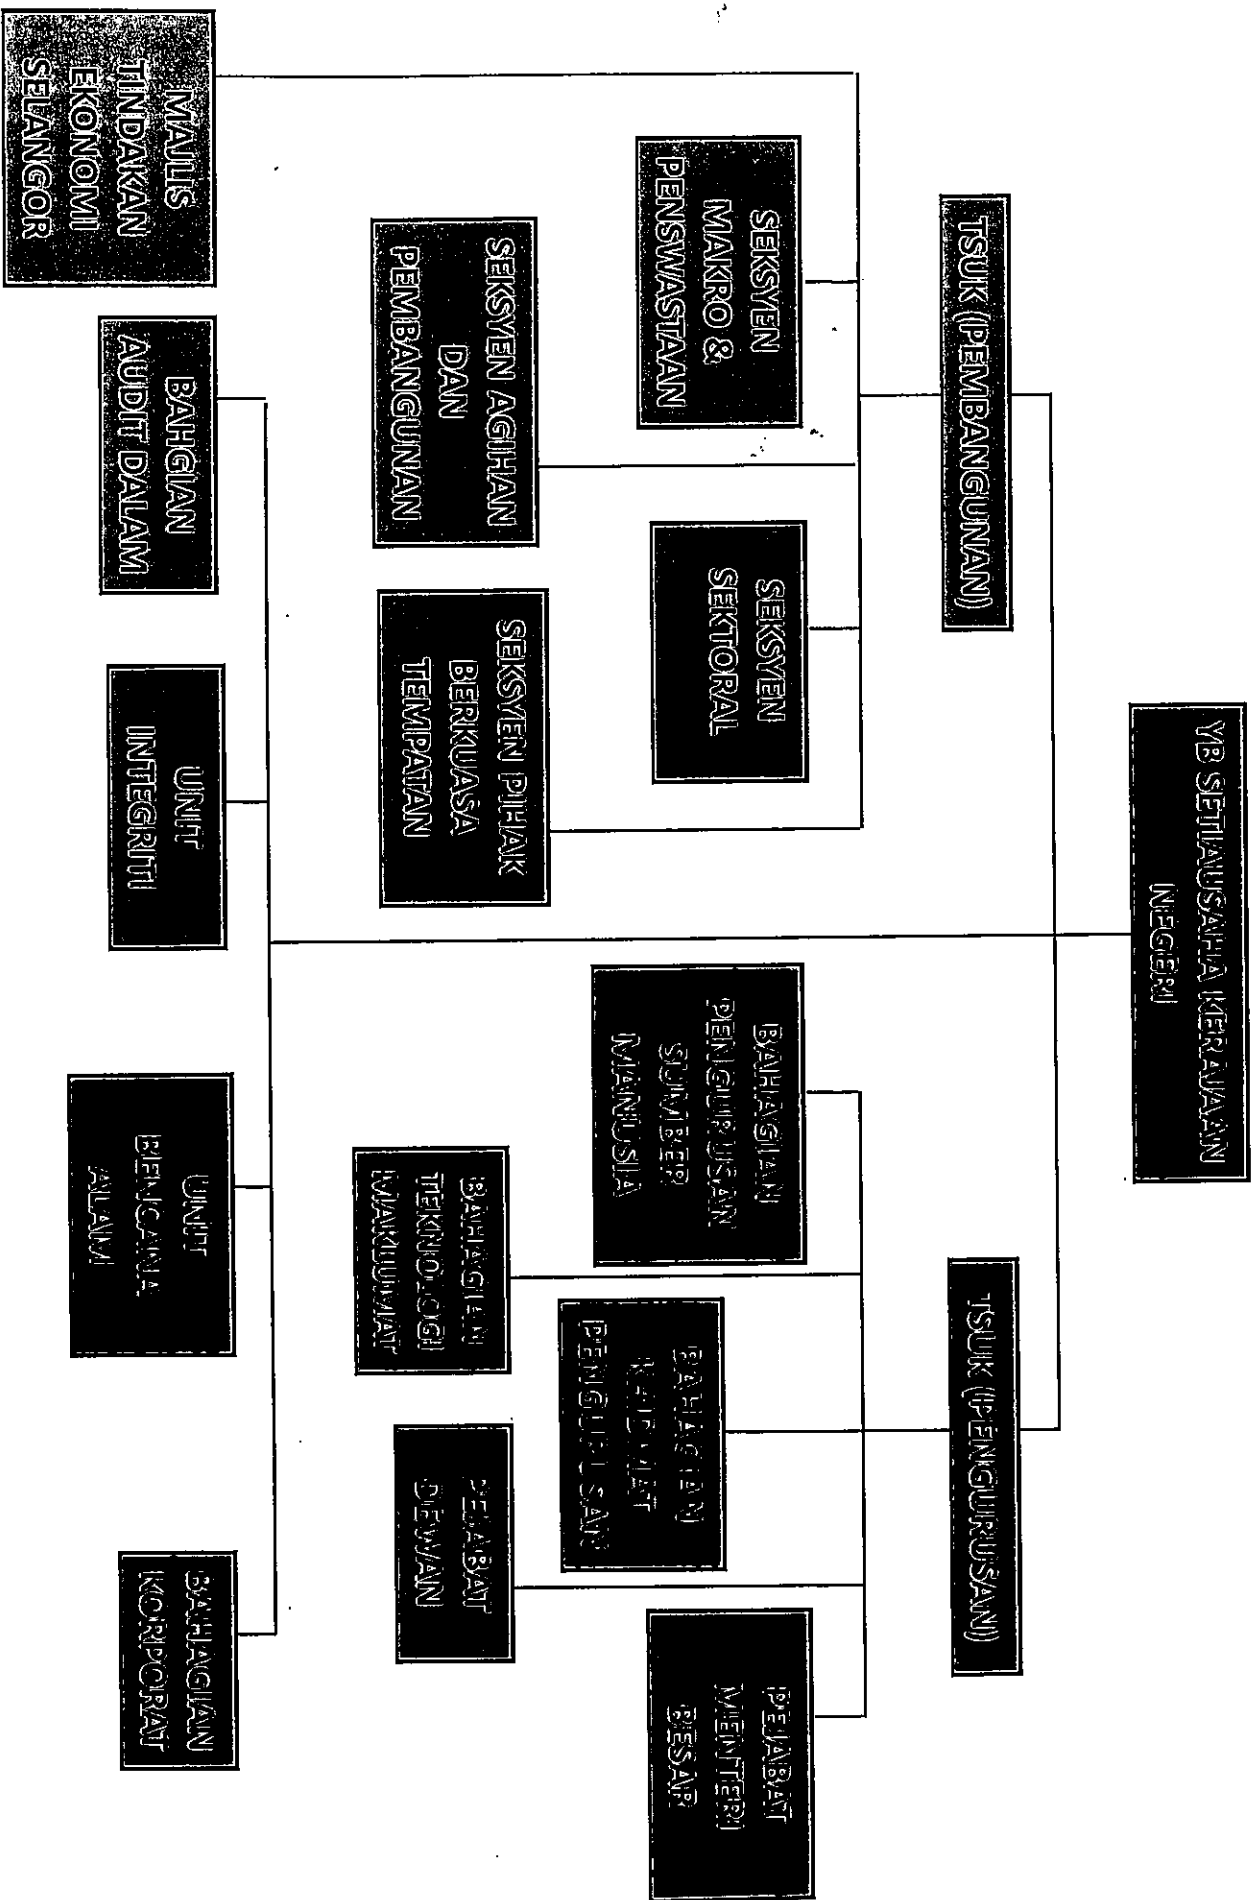 YB SETIAUSAHA KERAJAAN
NEGERI
TSUK (PEMBANGUNAN)
TSUK (PENGURUSAN)
SEKSYEN
MAKRO &
PENSWASTAAN
SEKSYEN
SEKTORAL
SEKSYEN AGIHAN
DAN
PEMBANGUNAN
SEKSYEN PIHAK
BERKUASA
TEMPATAN
BAHAGIAN
PENGURUSAN
SUMBER
MANUSIA
BAHAGIAN
KHIDMAT
PENGURUSAN
PEJABAT
MENTERI
BESAR
BAHAGIAN
TEKNOLOGI
MAKLUMAT
PEJABAT
DEWAN
MAJLIS
TINDAKAN
EKONOMI
SELANGOR
BAHGIAN
AUDIT DALAM
UNIT
INTEGRITI
UNIT
BENCANA
ALAM
BAHAGIAN
KORPORAT